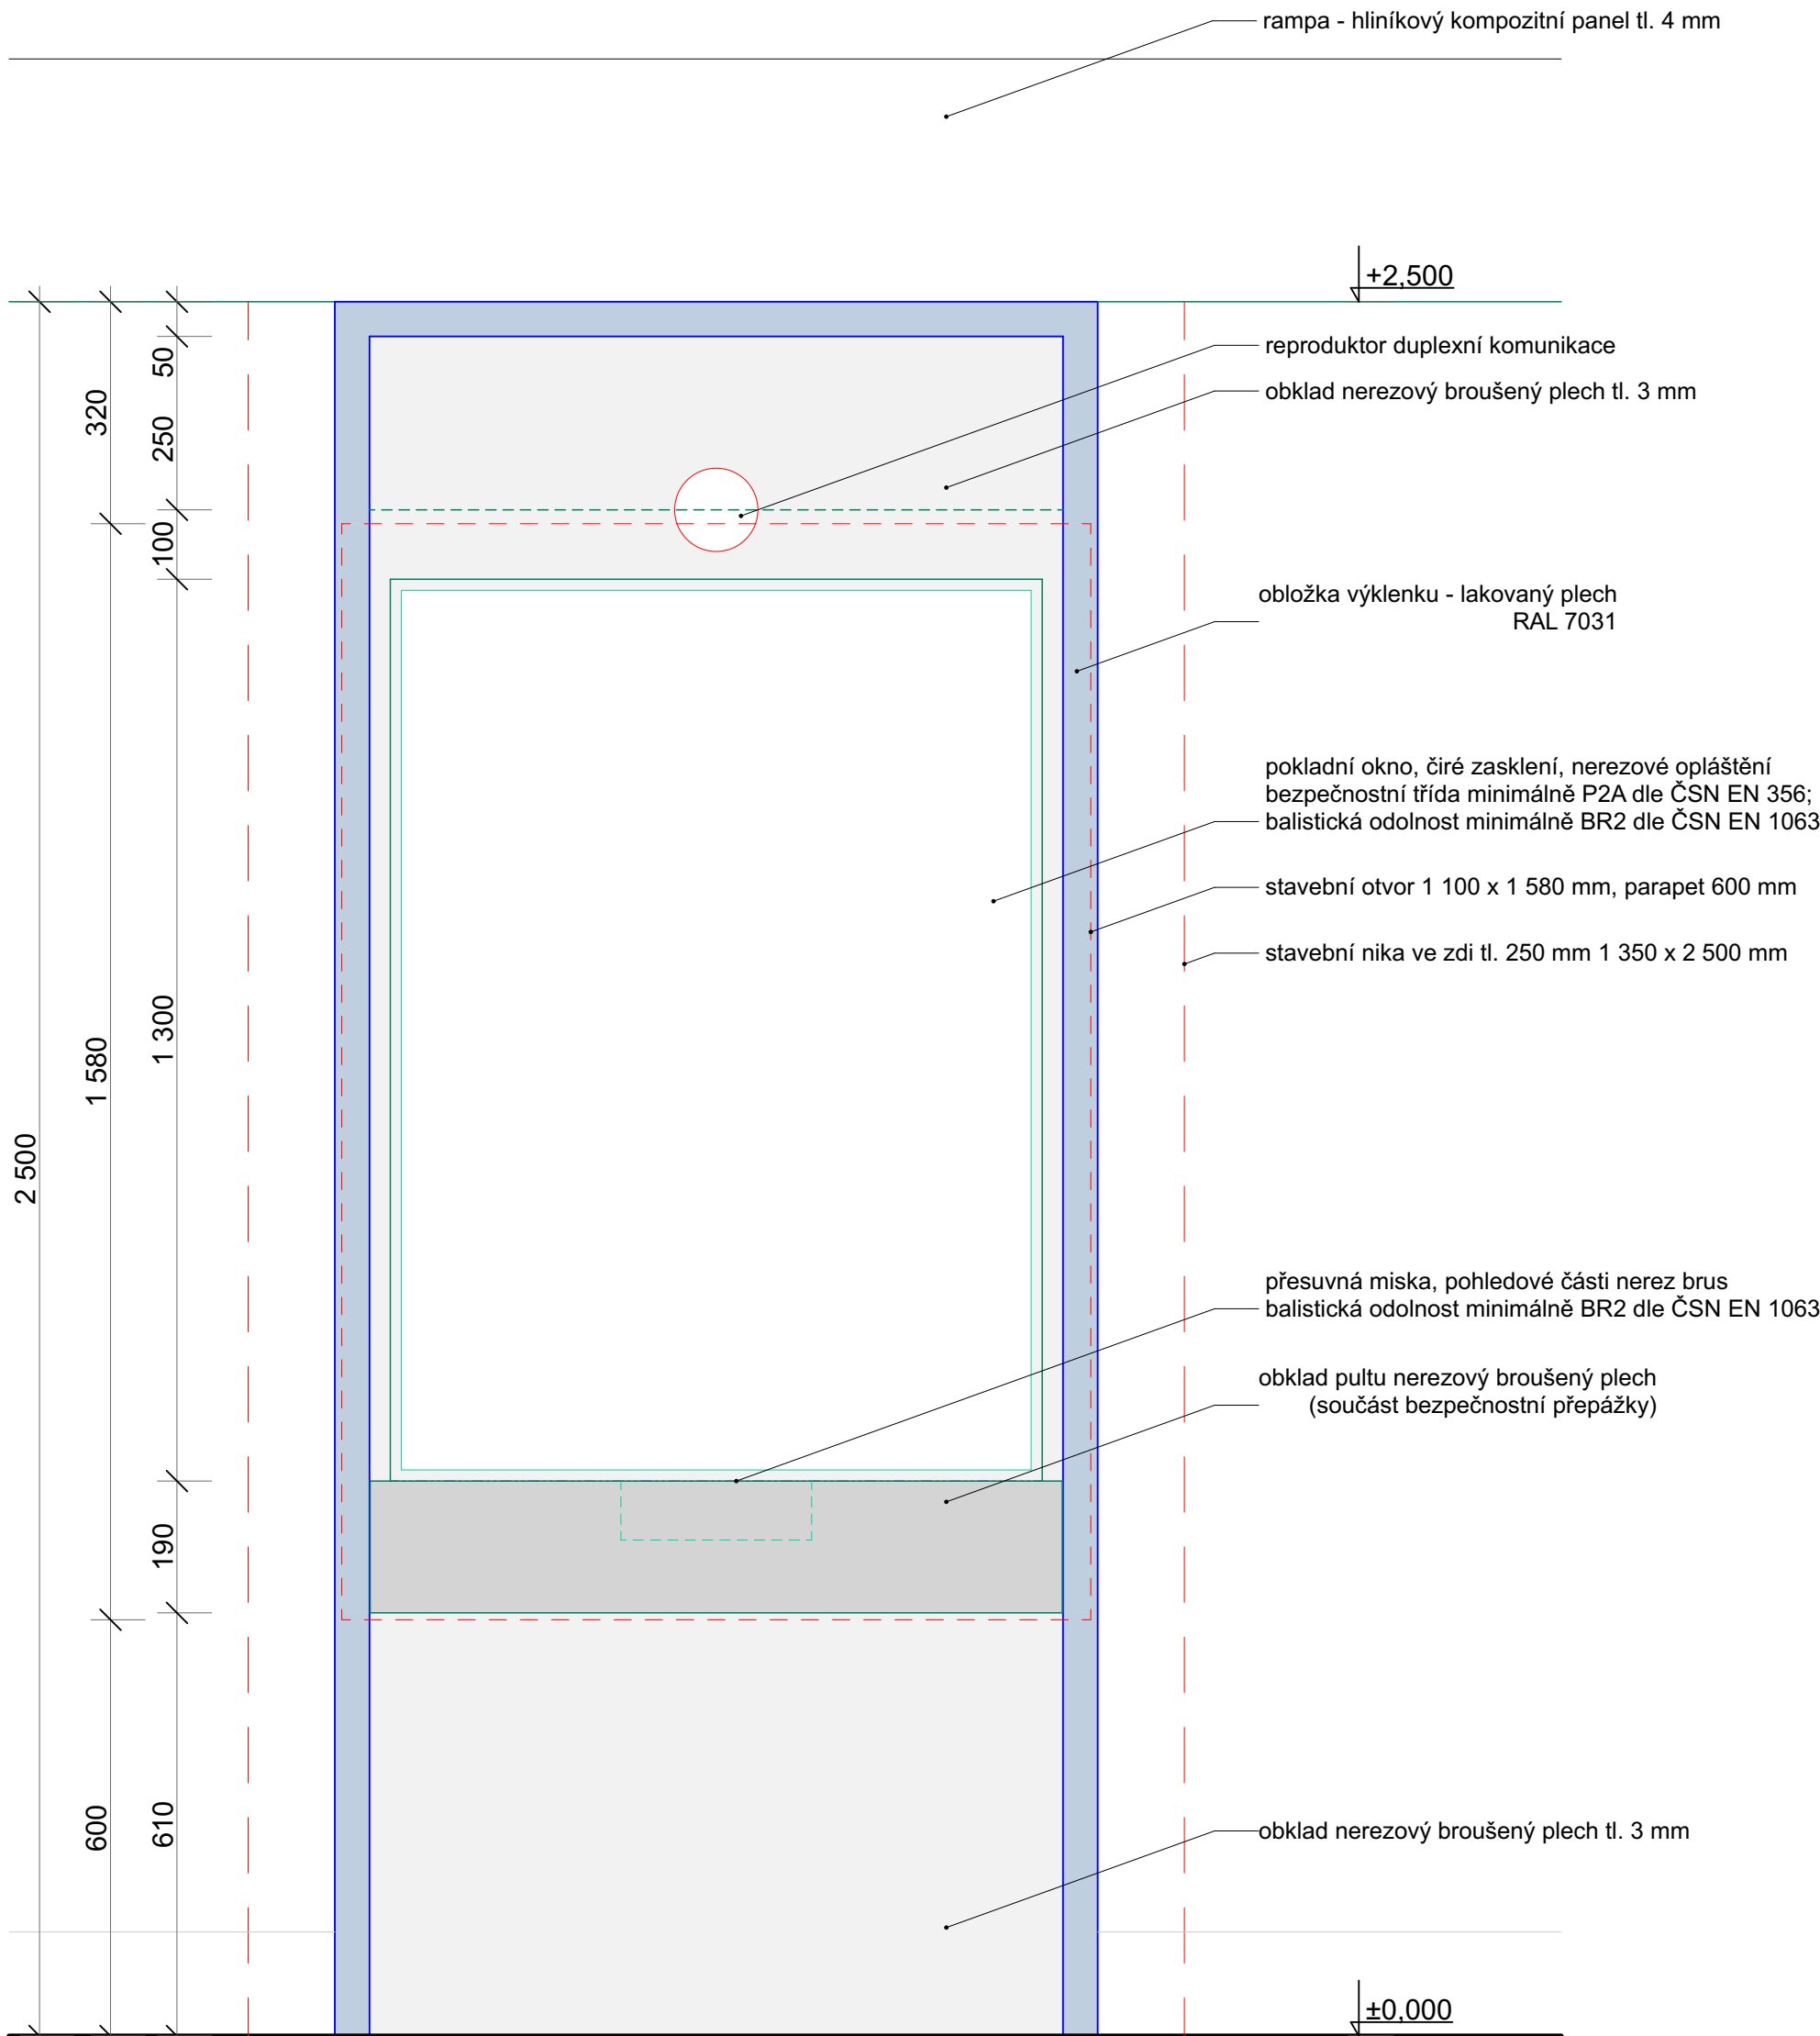 rampa - hliníkový kompozitní panel tl. 4 mm
+2,500
reproduktor duplexní komunikace
50
obklad nerezový broušený plech tl. 3 mm
320
250
100
obložka výklenku - lakovaný plech
RAL 7031
pokladní okno, čiré zasklení, nerezové opláštění
bezpečnostní třída minimálně P2A dle ČSN EN 356;
balistická odolnost minimálně BR2 dle ČSN EN 1063
stavební otvor 1 100 x 1 580 mm, parapet 600 mm
stavební nika ve zdi tl. 250 mm 1 350 x 2 500 mm
1 300
1 580
2 500
přesuvná miska, pohledové části nerez brus
balistická odolnost minimálně BR2 dle ČSN EN 1063
obklad pultu nerezový broušený plech
(součást bezpečnostní přepážky)
190
600
610
obklad nerezový broušený plech tl. 3 mm
±0,000